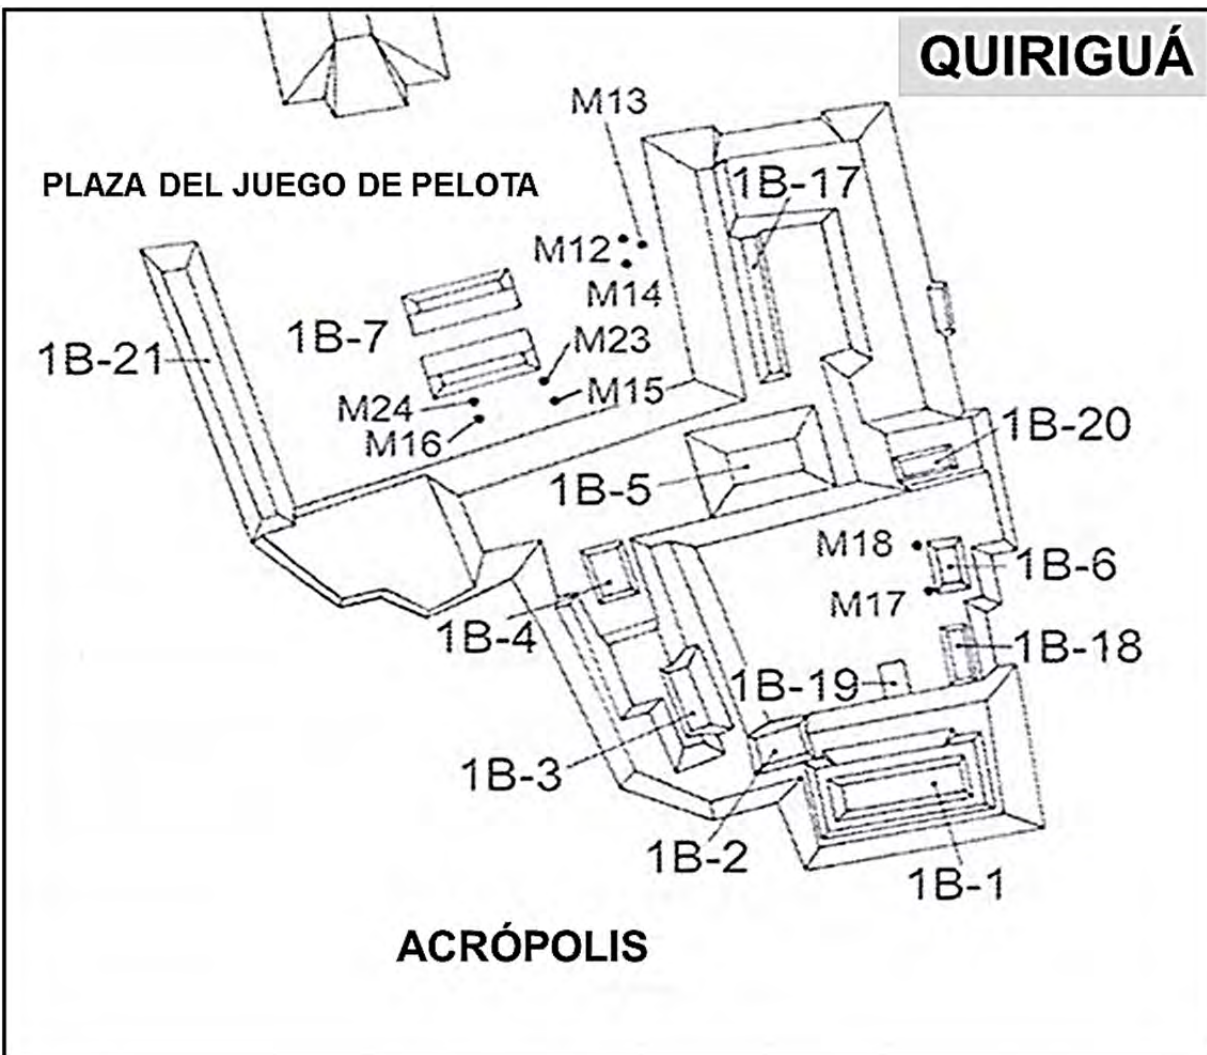 QUIRIGUÁ
M13
PLAZA DEL JUEGO DE PELOTA
1B-17
M12
M14
1B-7
M23
1B-21
M15
M24
M16
1B-20
1B-5
M18
1B-6
M17
1B-4
1B-18
1B-19
1B-3
1B-2
1B-1
ACRÓPOLIS